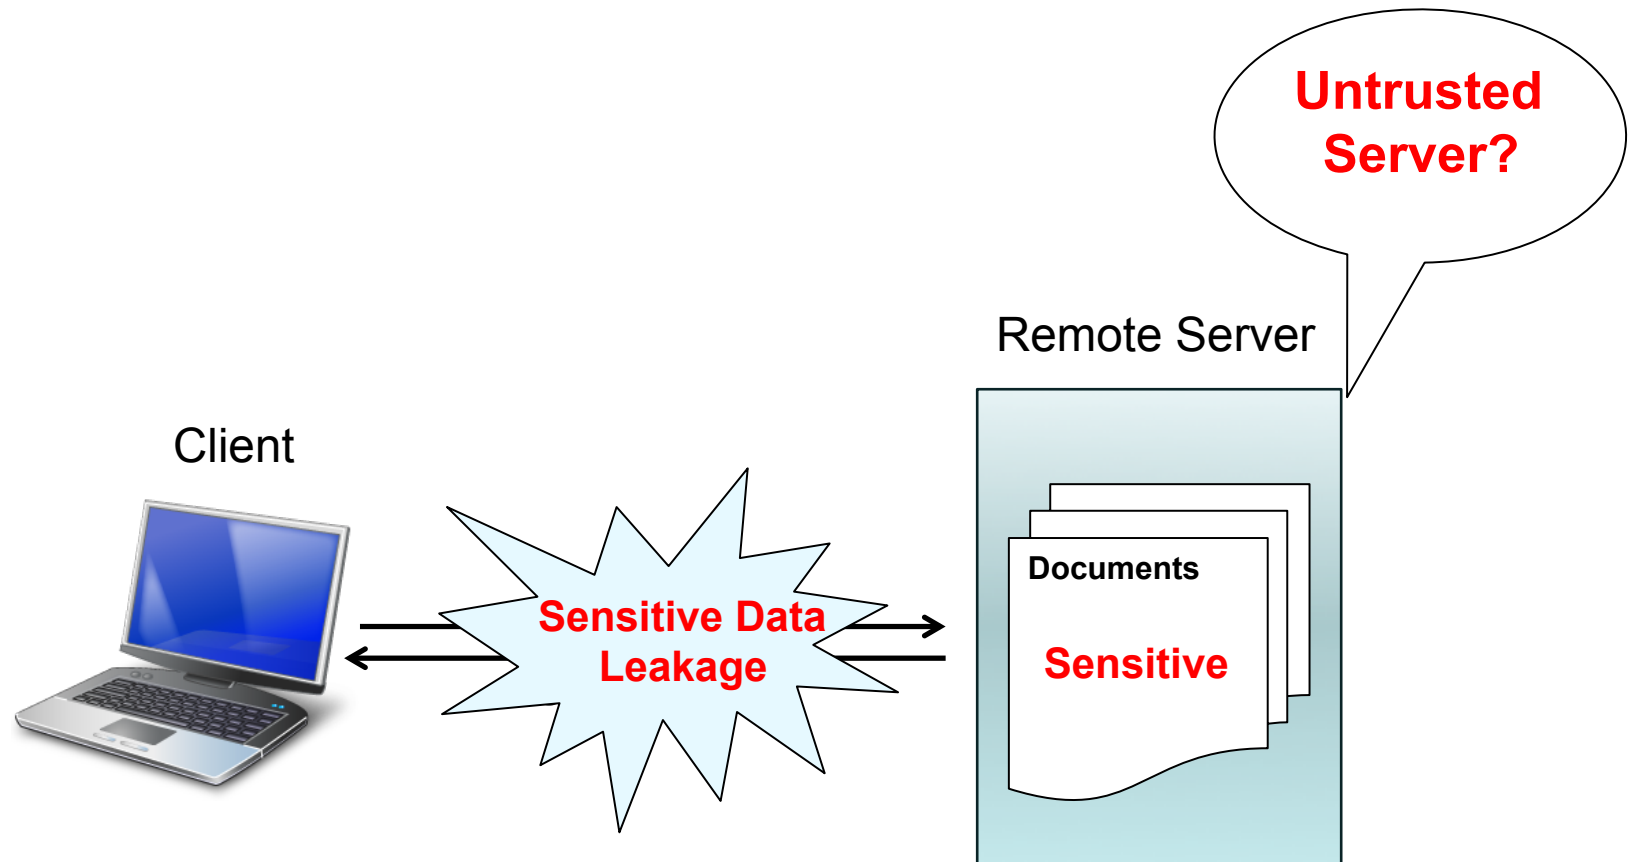 Untrusted
Server?
Remote Server
Client
Documents
Sensitive Data
Leakage
Sensitive